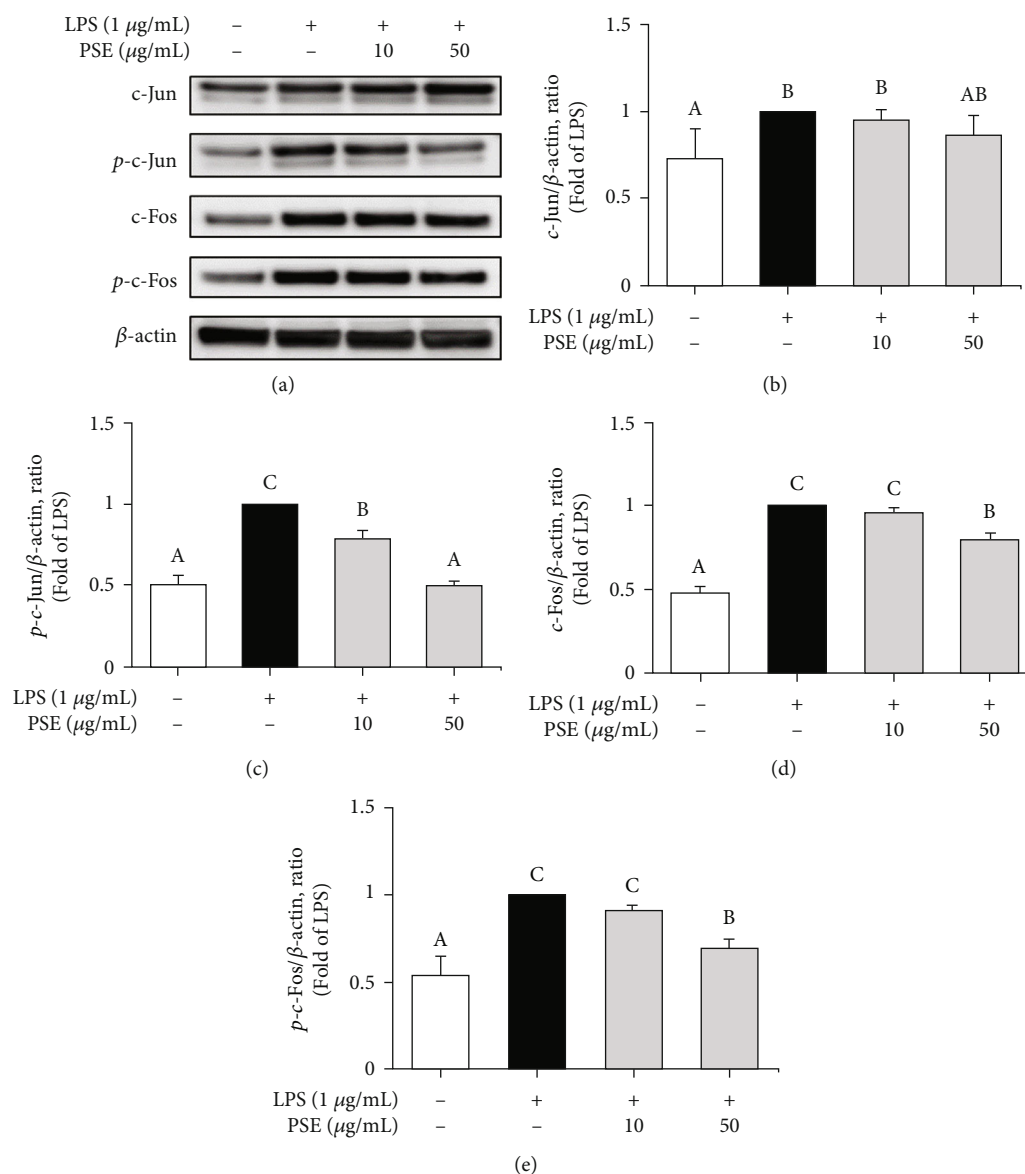 LPS (1 μg/mL) – + + +
PSE (μg/mL) – – 10 50
c-Jun
p-c-Jun
c-Fos
p-c-Fos
β-actin
(a)
c-Jun/β-actin, ratio
(Fold of LPS)
1.5
1
0.5
0
A B B AB
LPS (1 μg/mL) – + + +
PSE (μg/mL) – – 10 50
(b)
p-c-Jun/β-actin, ratio
(Fold of LPS)
1.5
1
0.5
0
A C B A
LPS (1 μg/mL) – + + +
PSE (μg/mL) – – 10 50
(c)
c-Fos/β-actin, ratio
(Fold of LPS)
1.5
1
0.5
0
A C C B
LPS (1 μg/mL) – + + +
PSE (μg/mL) – – 10 50
(d)
p-c-Fos/β-actin, ratio
(Fold of LPS)
1.5
1
0.5
0
A C C B
LPS (1 μg/mL) – + + +
PSE (μg/mL) – – 10 50
(e)